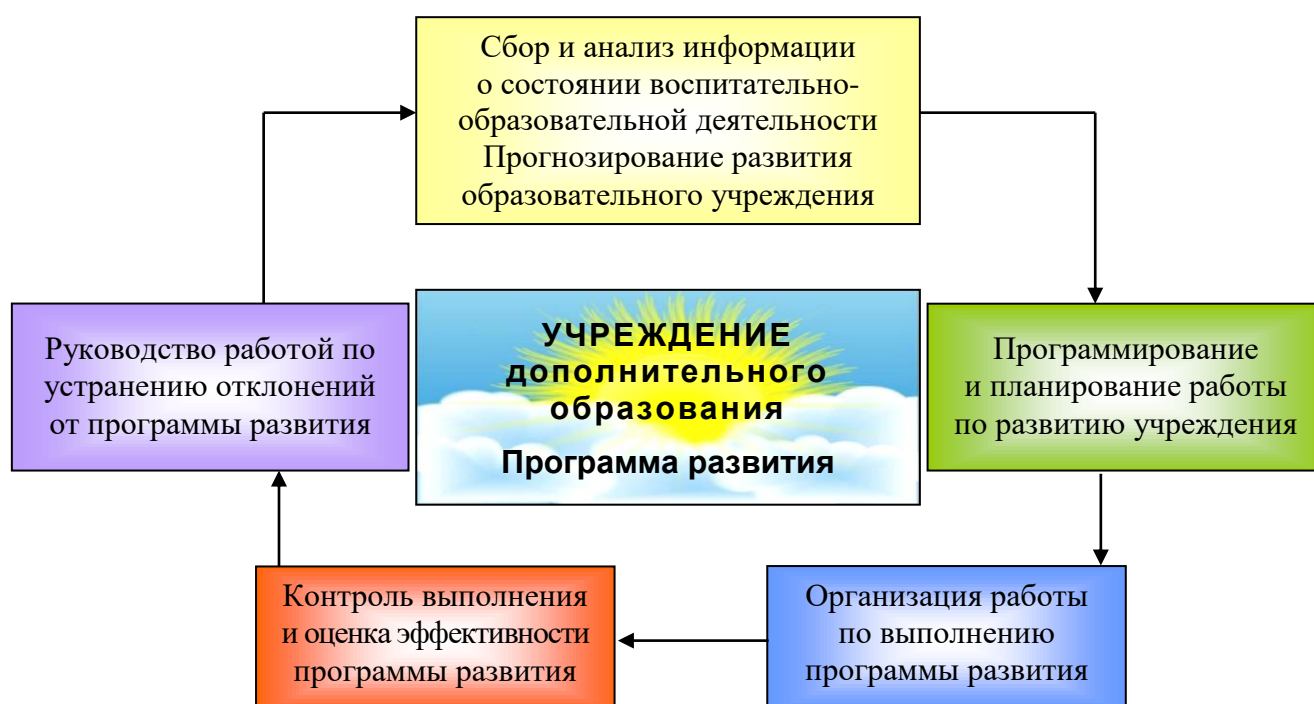 Сбор и анализ информации
о состоянии воспитательно-
образовательной деятельности
Прогнозирование развития
образовательного учреждения
Руководство работой по
устранению отклонений
от программы развития
УЧРЕЖДЕНИЕ
дополнительного
образования
Программа развития
Программирование
и планирование работы
по развитию учреждения
Контроль выполнения
и оценка эффективности
программы развития
Организация работы
по выполнению
программы развития